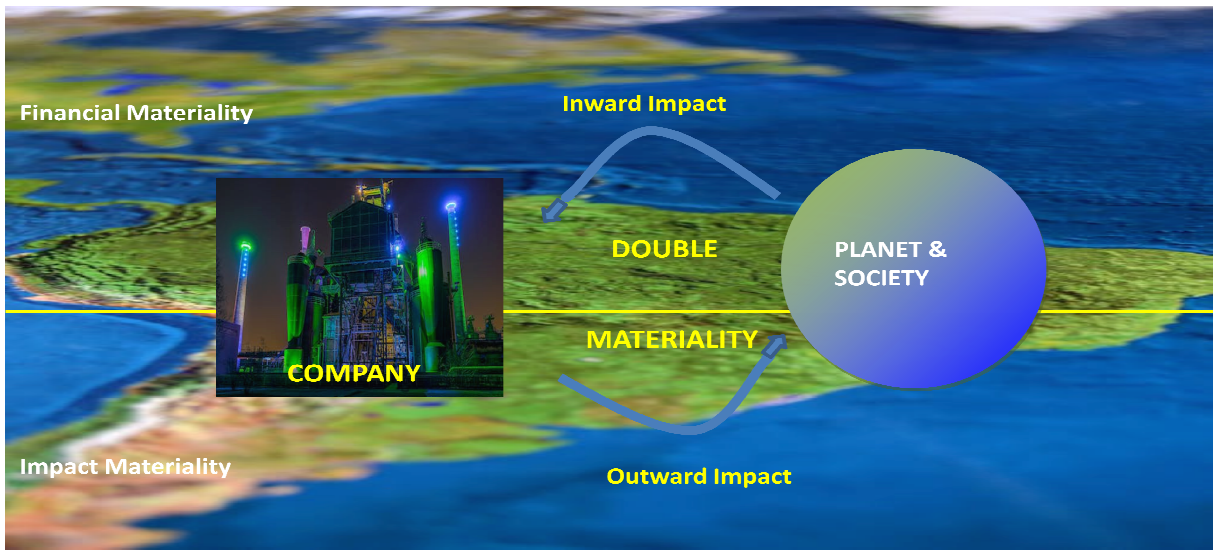 Financial Materiality
Inward Impact
DOUBLE
PLANET &
SOCIETY
MATERIALITY
COMPANY
Impact Materiality
Outward Impact